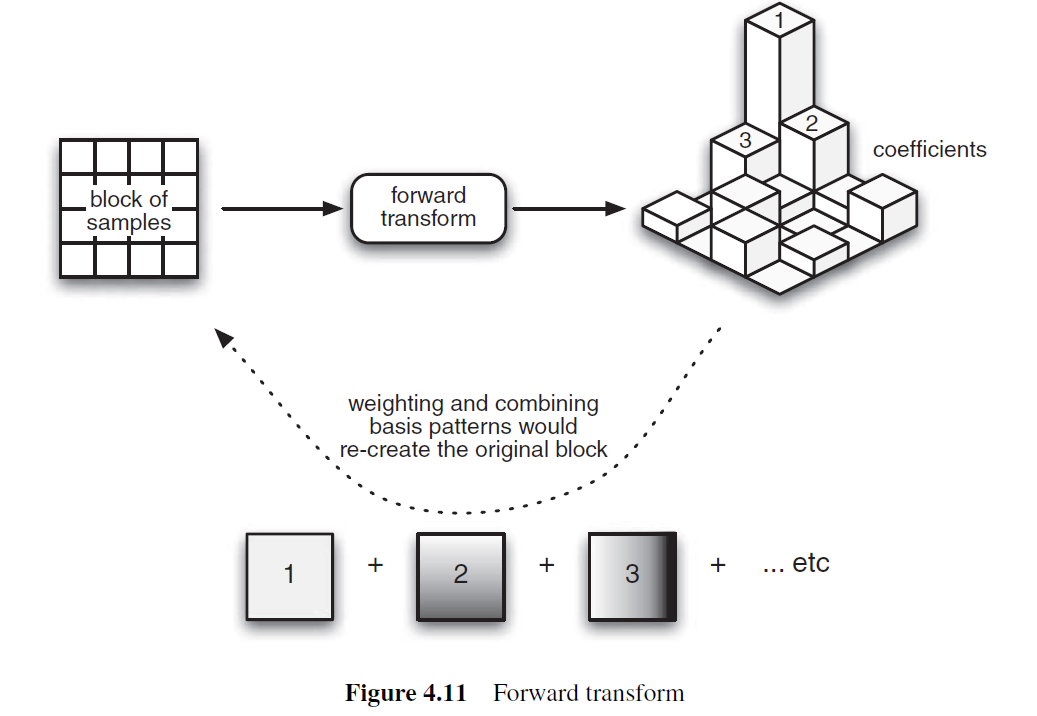 1
2
3
coefficients
block of
samples
forward
transform
weighting and combining
basis patterns would
re-create the original block
1 + 2 + 3 + ... etc
Figure 4.11 Forward transform